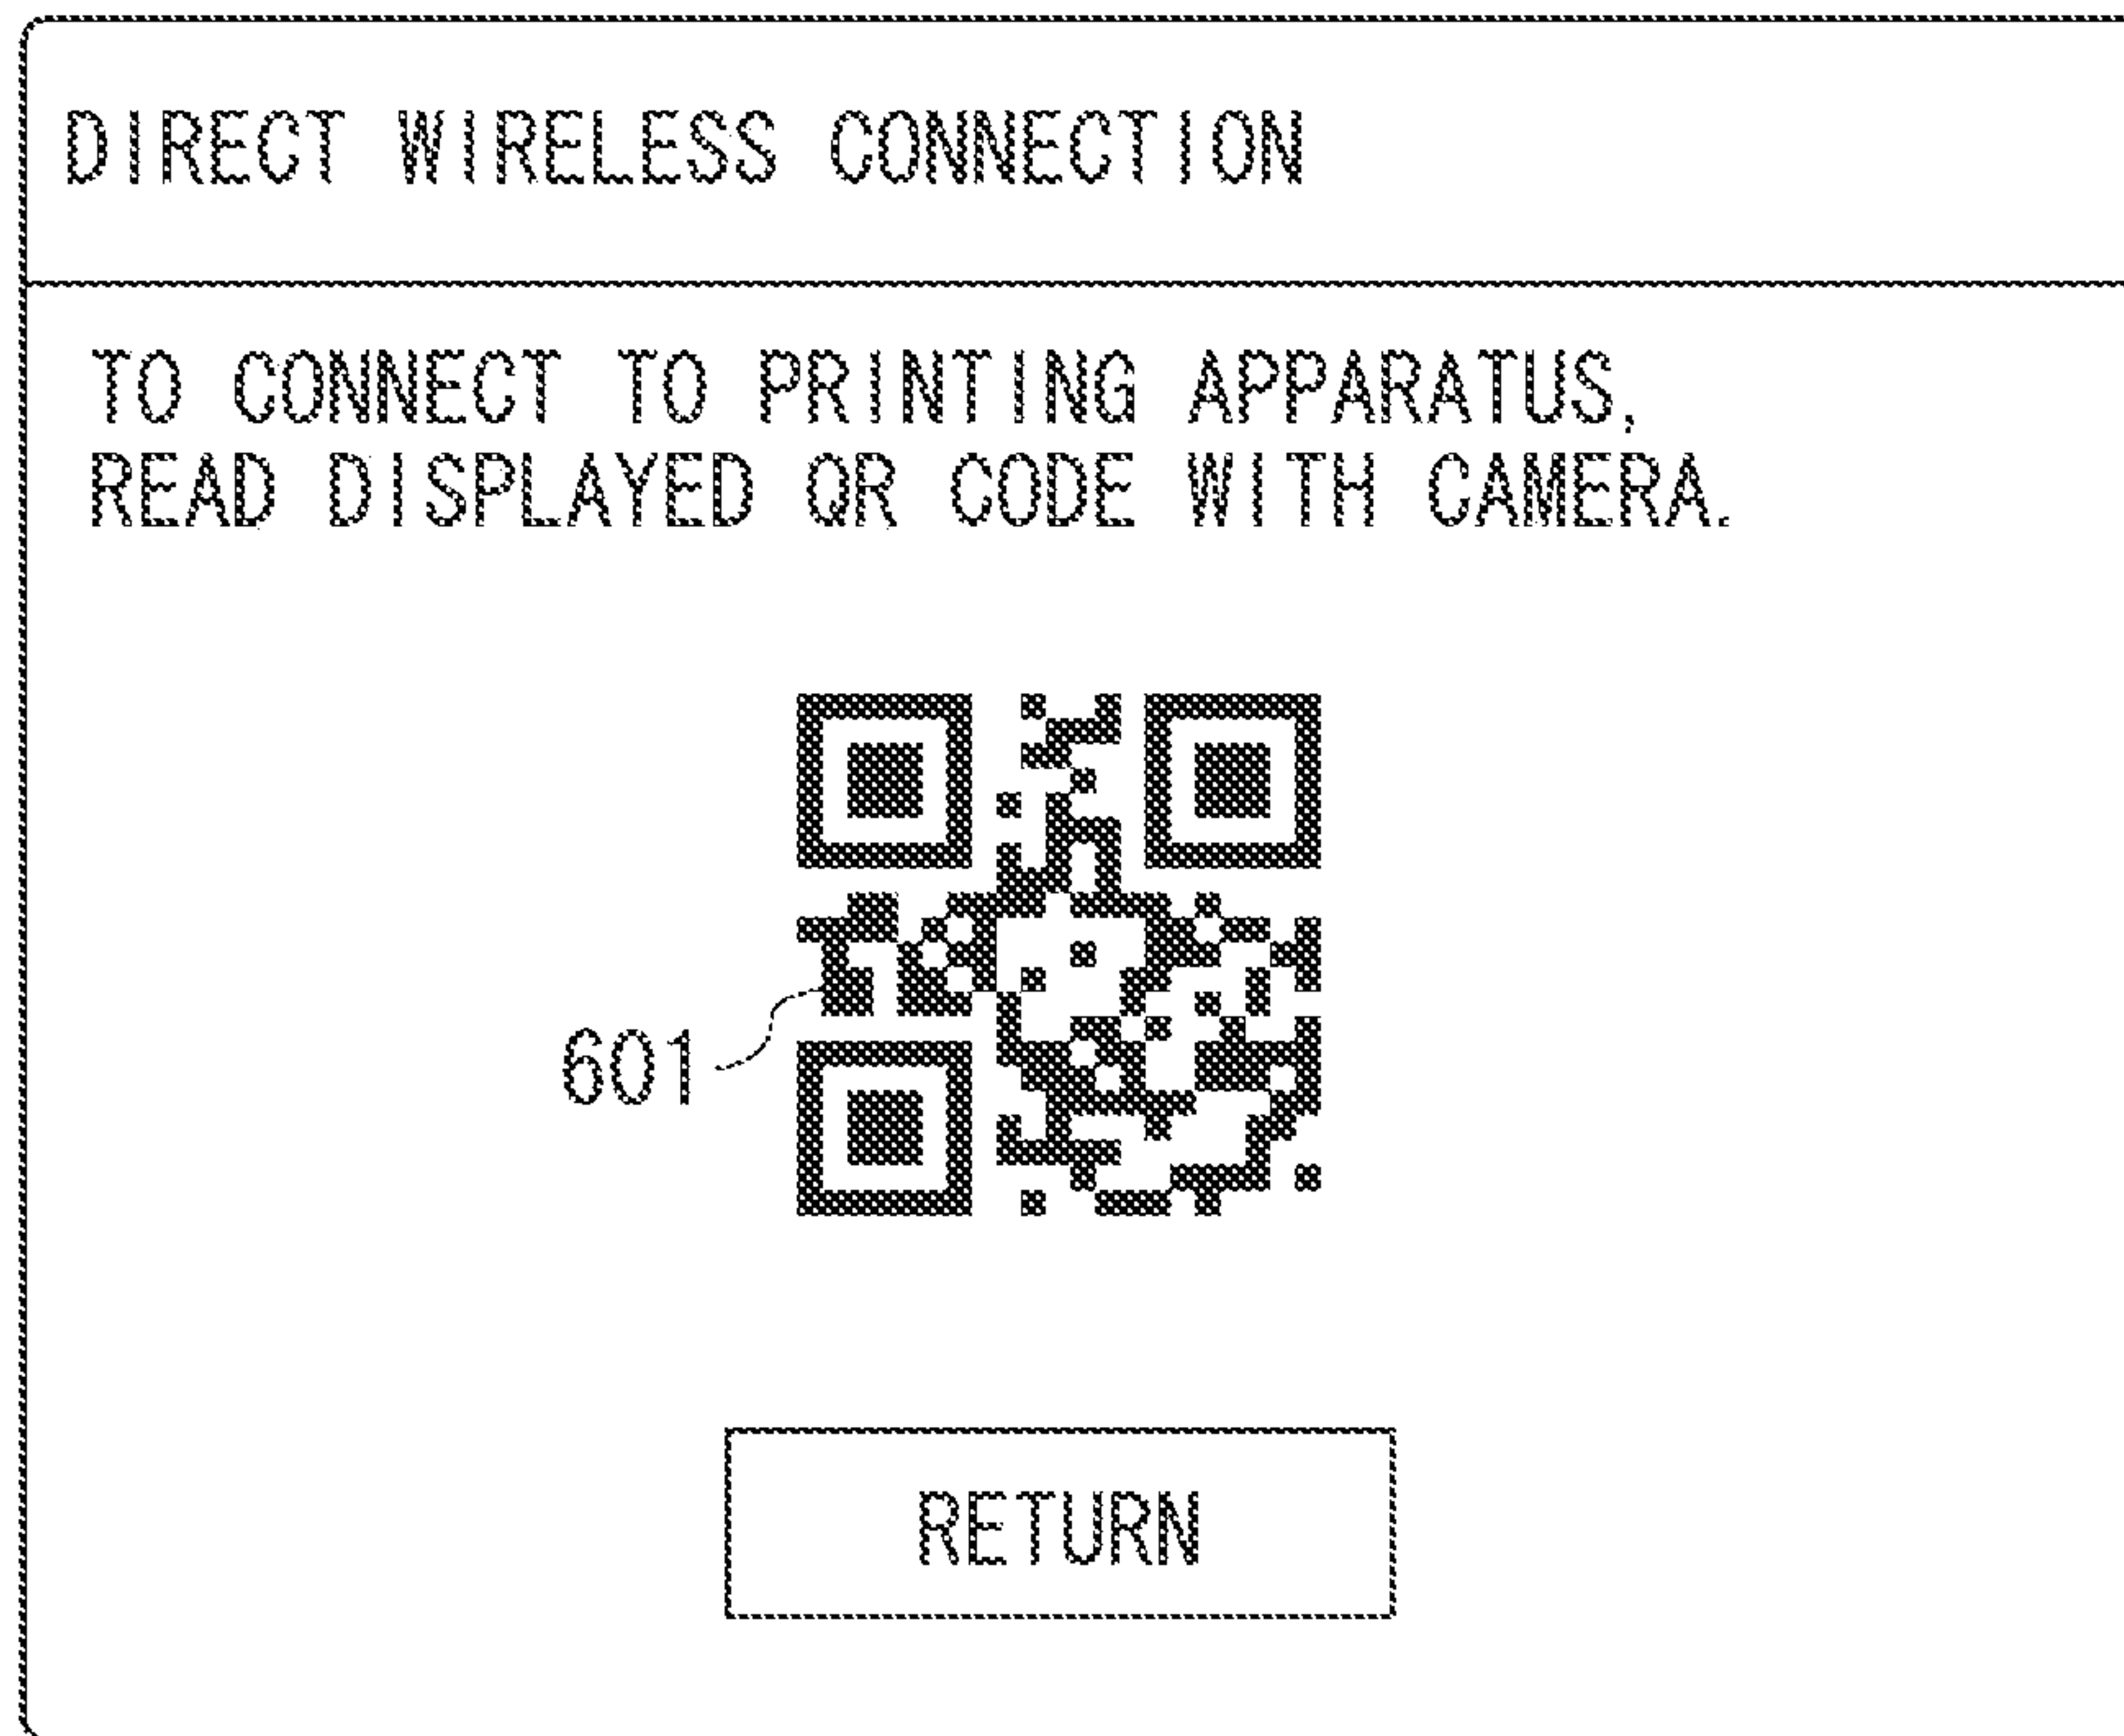 DIRECT WIRELESS CONNECTION
TO CONNECT TO PRINTING APPARATUS,
READ DISPLAYED QR CODE WITH CAMERA.
601
RETURN